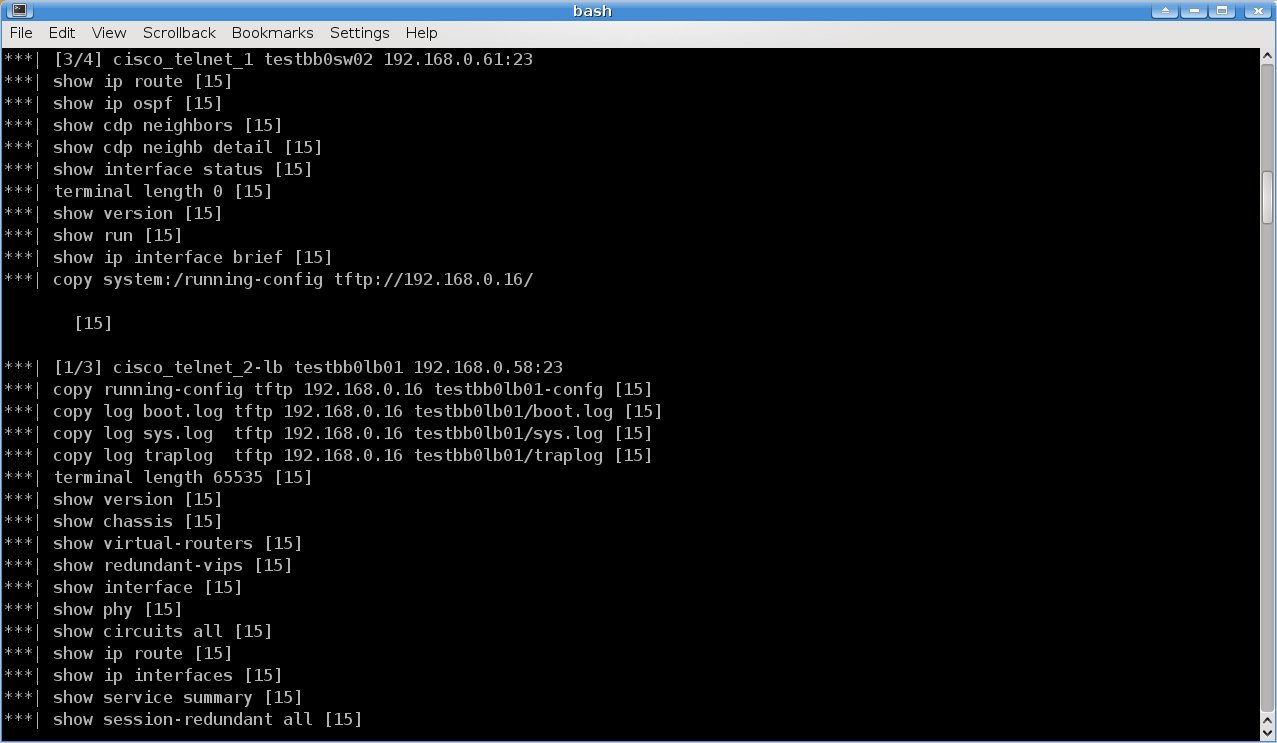 bash
File Edit View Scrollback Bookmarks Settings Help
***| [3/4] cisco_telnet_1 testbb0sw02 192.168.0.61:23
***| show ip route [15]
***| show ip ospf [15]
***| show cdp neighbors [15]
***| show cdp neighb detail [15]
***| show interface status [15]
***| terminal length 0 [15]
***| show version [15]
***| show run [15]
***| show ip interface brief [15]
***| copy system:/running-config tftp://192.168.0.16/
[15]
***| [1/3] cisco_telnet_2-lb testbb0lb01 192.168.0.58:23
***| copy running-config tftp 192.168.0.16 testbb0lb01-confg [15]
***| copy log boot.log tftp 192.168.0.16 testbb0lb01/boot.log [15]
***| copy log sys.log  tftp 192.168.0.16 testbb0lb01/sys.log [15]
***| copy log traplog  tftp 192.168.0.16 testbb0lb01/traplog [15]
***| terminal length 65535 [15]
***| show version [15]
***| show chassis [15]
***| show virtual-routers [15]
***| show redundant-vips [15]
***| show interface [15]
***| show phy [15]
***| show circuits all [15]
***| show ip route [15]
***| show ip interfaces [15]
***| show service summary [15]
***| show session-redundant all [15]